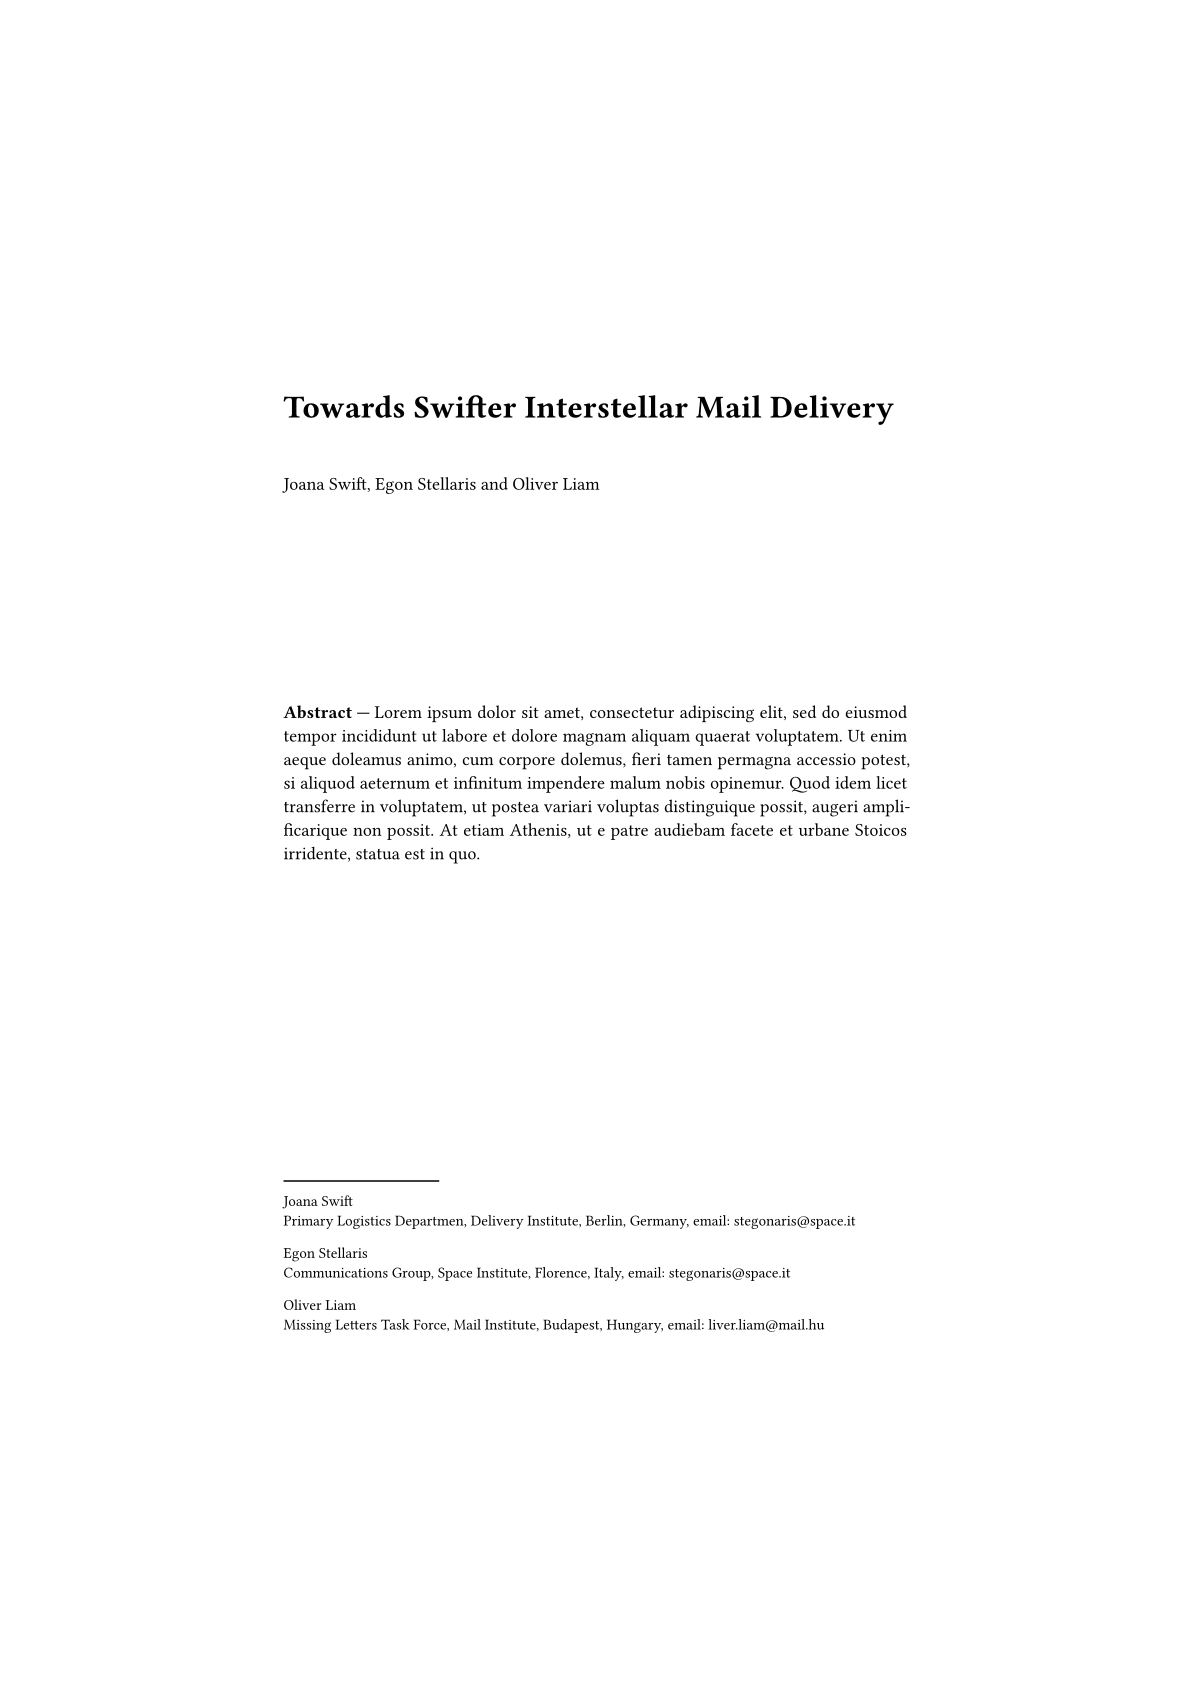 Towards Swifter Interstellar Mail Delivery
Joana Swift, Egon Stellaris and Oliver Liam
Abstract — Lorem ipsum dolor sit amet, consectetur adipiscing elit, sed do eiusmod
tempor incididunt ut labore et dolore magnam aliquam quaerat voluptatem. Ut enim
aeque doleamus animo, cum corpore dolemus, fieri tamen permagna accessio potest,
si aliquod aeternum et infinitum impendere malum nobis opinemur. Quod idem licet
transferre in voluptatem, ut postea variari voluptas distinguique possit, augeri ampli-
ficarique non possit. At etiam Athenis, ut e patre audiebam facete et urbane Stoicos
irridente, statua est in quo.
Joana Swift
Primary Logistics Departmen, Delivery Institute, Berlin, Germany, email: stegonaris@space.it
Egon Stellaris
Communications Group, Space Institute, Florence, Italy, email: stegonaris@space.it
Oliver Liam
Missing Letters Task Force, Mail Institute, Budapest, Hungary, email: liver.liam@mail.hu